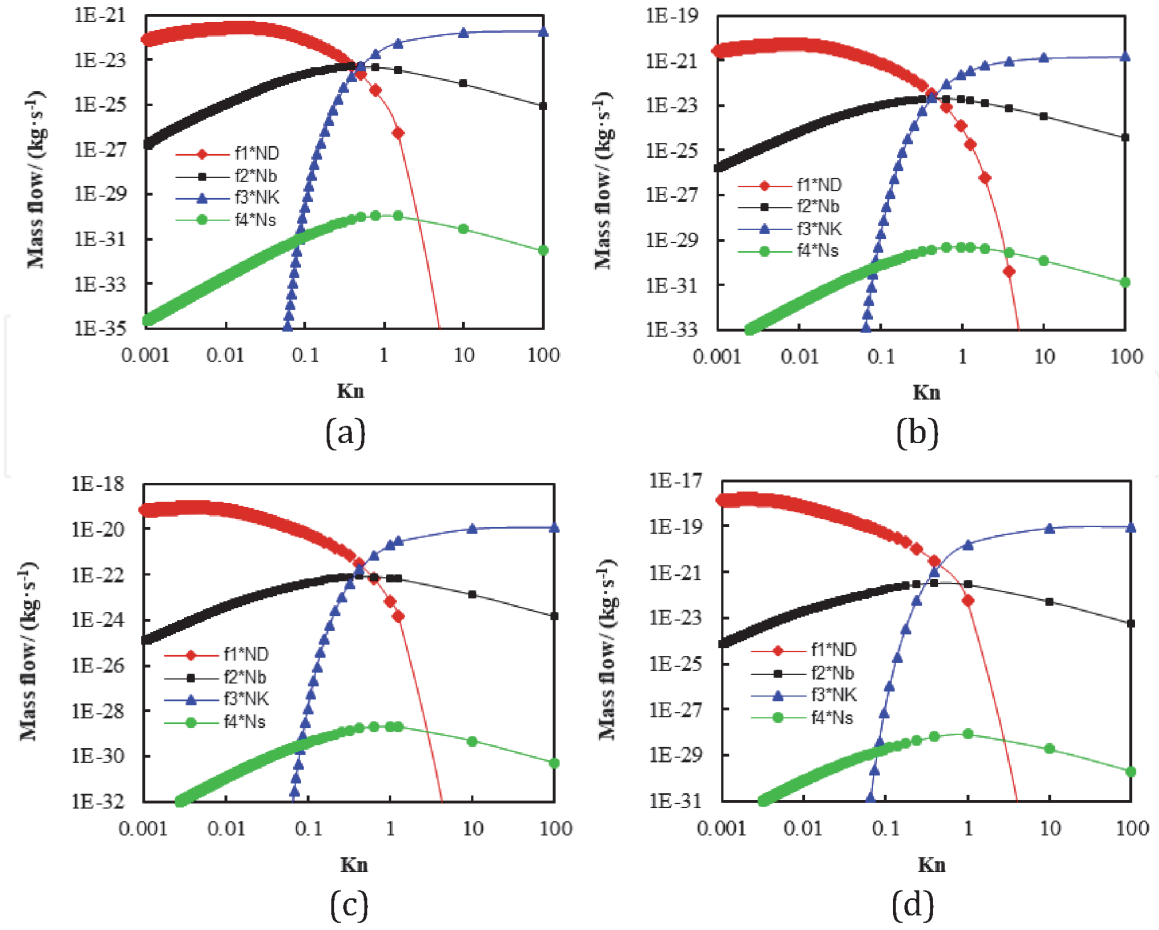 1E-21
1E-23
1E-25
1E-27
1E-29
1E-31
1E-33
1E-35
Mass flow/ (kg·s⁻¹)
f1*ND
f2*Nb
f3*NK
f4*Ns
0.001 0.01 0.1 1 10 100
Kn
(a)
1E-19
1E-21
1E-23
1E-25
1E-27
1E-29
1E-31
1E-33
Mass flow/ (kg·s⁻¹)
f1*ND
f2*Nb
f3*NK
f4*Ns
0.001 0.01 0.1 1 10 100
Kn
(b)
1E-18
1E-20
1E-22
1E-24
1E-26
1E-28
1E-30
1E-32
Mass flow/ (kg·s⁻¹)
f1*ND
f2*Nb
f3*NK
f4*Ns
0.001 0.01 0.1 1 10 100
Kn
(c)
1E-17
1E-19
1E-21
1E-23
1E-25
1E-27
1E-29
1E-31
Mass flow/ (kg·s⁻¹)
f1*ND
f2*Nb
f3*NK
f4*Ns
0.001 0.01 0.1 1 10 100
Kn
(d)